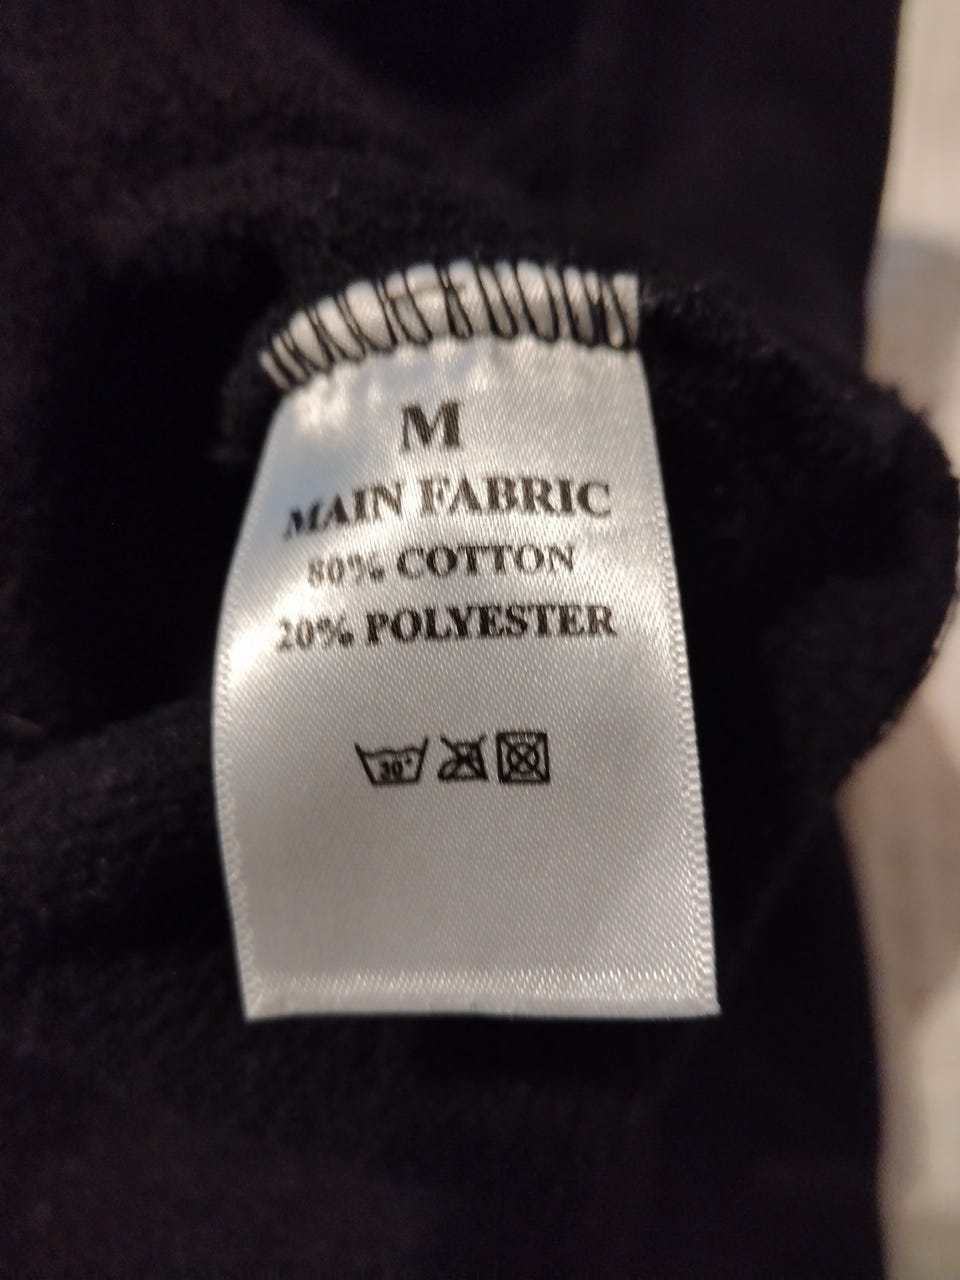 M
MAIN FABRIC
80% COTTON
20% POLYESTER
30°